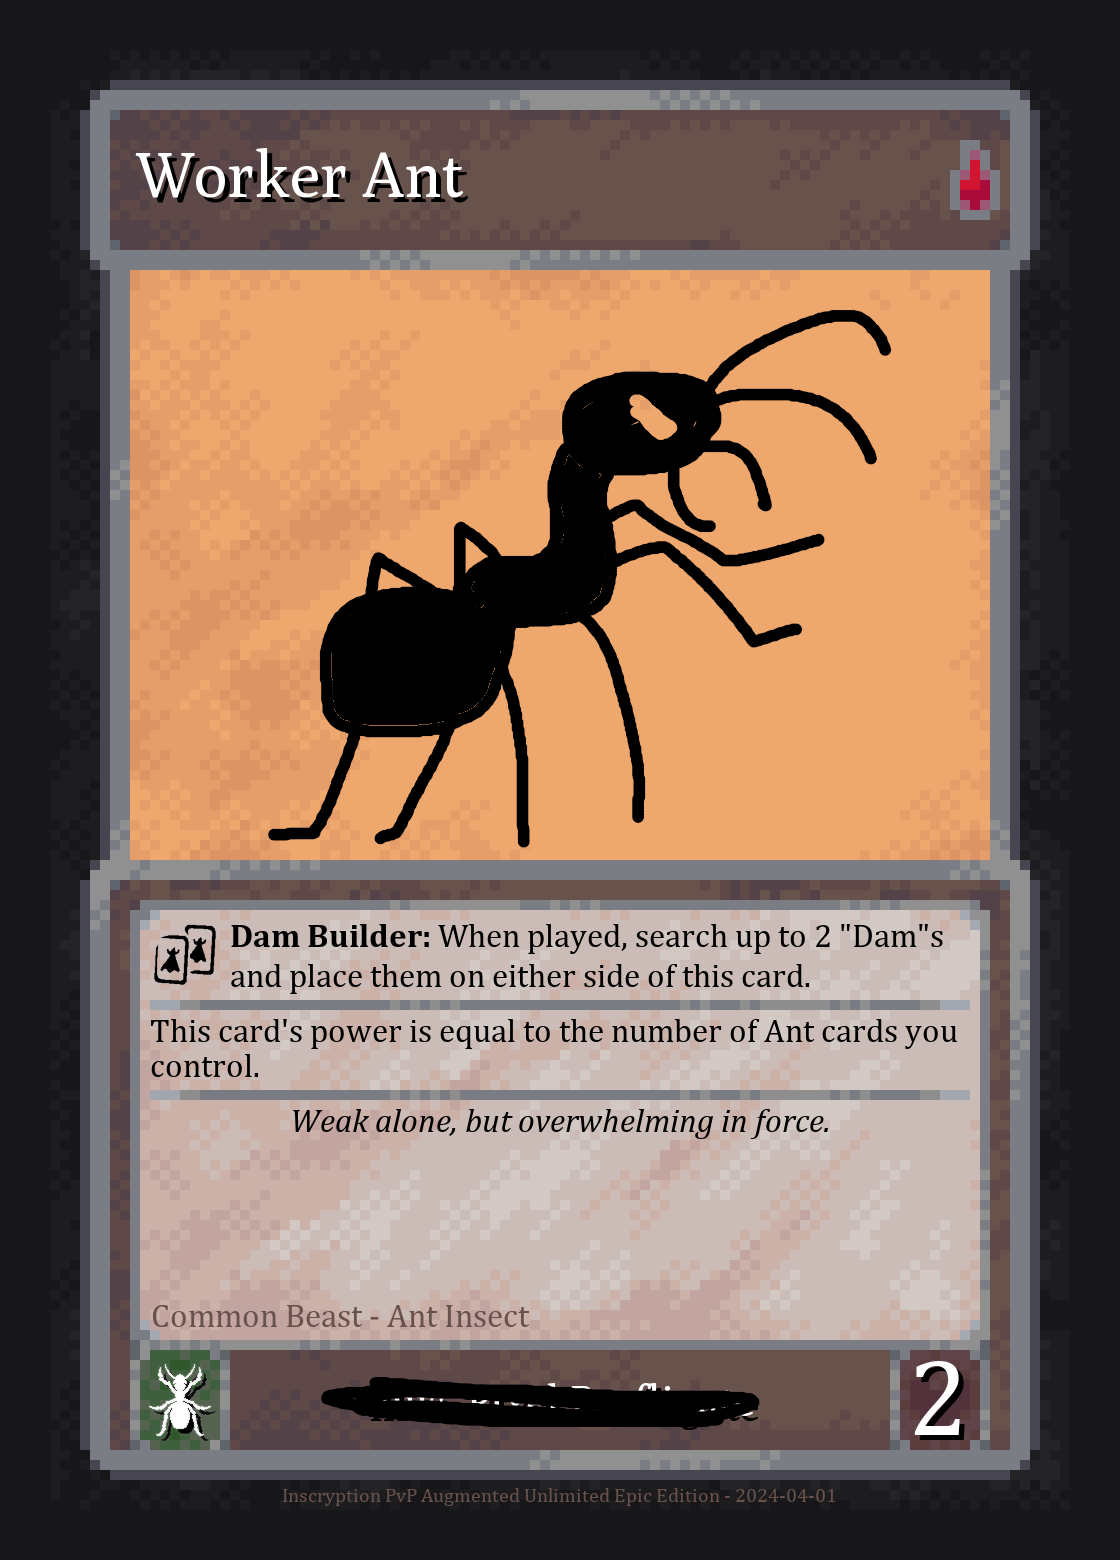 Worker Ant
Dam Builder: When played, search up to 2 "Dam"s
and place them on either side of this card.
This card's power is equal to the number of Ant cards you
control.
Weak alone, but overwhelming in force.
Common Beast - Ant Insect
2
Inscryption PvP Augmented Unlimited Epic Edition - 2024-04-01